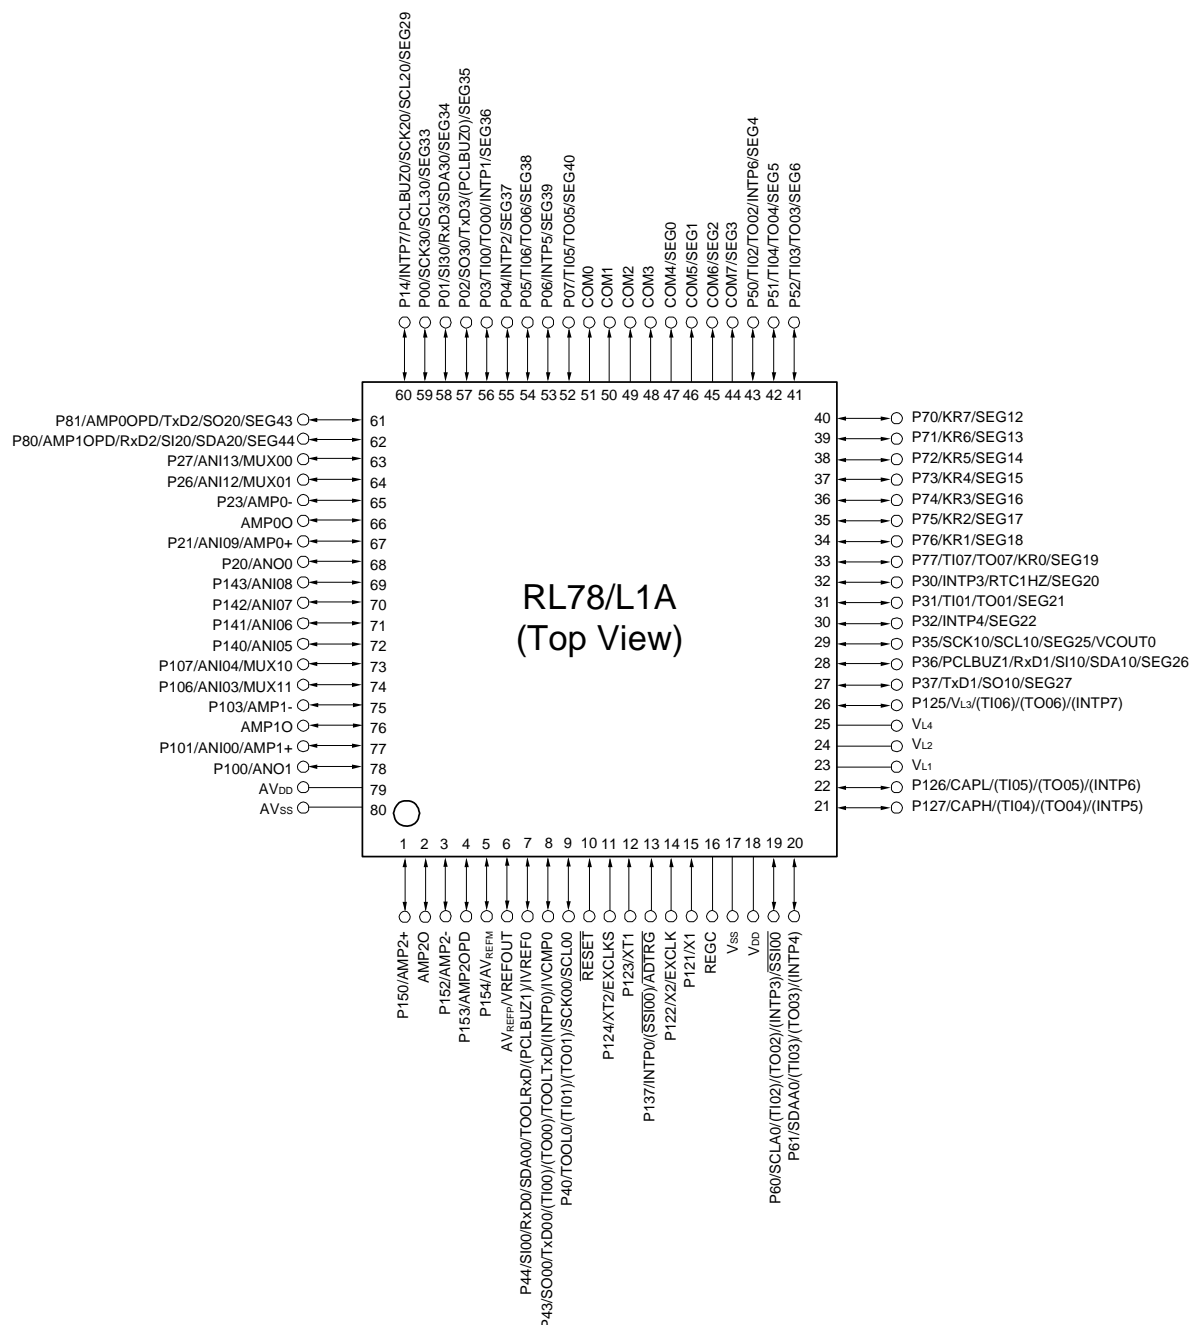 P14/INTP7/PCLBUZ0/SCK20/SCL20/SEG29
P00/SCK30/SCL30/SEG33
P01/SI30/RxD3/SDA30/SEG34
P02/SO30/TxD3/(PCLBUZ0)/SEG35
P03/TI00/TO00/INTP1/SEG36
P04/INTP2/SEG37
P05/TI06/TO06/SEG38
P06/INTP5/SEG39
P07/TI05/TO05/SEG40
COM0
COM1
COM2
COM3
COM4/SEG0
COM5/SEG1
COM6/SEG2
COM7/SEG3
P50/TI02/TO02/INTP6/SEG4
P51/TI04/TO04/SEG5
P52/TI03/TO03/SEG6
60 59 58 57 56 55 54 53 52 51 50 49 48 47 46 45 44 43 42 41
P81/AMP0OPD/TxD2/SO20/SEG43 61
P80/AMP1OPD/RxD2/SI20/SDA20/SEG44 62
P27/ANI13/MUX00 63
P26/ANI12/MUX01 64
P23/AMP0- 65
AMP0O 66
P21/ANI09/AMP0+ 67
P20/ANO0 68
P143/ANI08 69
P142/ANI07 70
P141/ANI06 71
P140/ANI05 72
P107/ANI04/MUX10 73
P106/ANI03/MUX11 74
P103/AMP1- 75
AMP1O 76
P101/ANI00/AMP1+ 77
P100/ANO1 78
AVDD 79
AVSS 80
RL78/L1A
(Top View)
40 P70/KR7/SEG12
39 P71/KR6/SEG13
38 P72/KR5/SEG14
37 P73/KR4/SEG15
36 P74/KR3/SEG16
35 P75/KR2/SEG17
34 P76/KR1/SEG18
33 P77/TI07/TO07/KR0/SEG19
32 P30/INTP3/RTC1HZ/SEG20
31 P31/TI01/TO01/SEG21
30 P32/INTP4/SEG22
29 P35/SCK10/SCL10/SEG25/VCOUT0
28 P36/PCLBUZ1/RxD1/SI10/SDA10/SEG26
27 P37/TxD1/SO10/SEG27
26 P125/VL3/(TI06)/(TO06)/(INTP7)
25 VL4
24 VL2
23 VL1
22 P126/CAPL/(TI05)/(TO05)/(INTP6)
21 P127/CAPH/(TI04)/(TO04)/(INTP5)
1 2 3 4 5 6 7 8 9 10 11 12 13 14 15 16 17 18 19 20
P150/AMP2+
AMP2O
P152/AMP2-
P153/AMP2OPD
P154/AVREFM
AVREFP/VREFOUT
P44/SI00/RxD0/SDA00/TOOLRxD/(PCLBUZ1)/IVREF0
P43/SO00/TxD00/(TI00)/(TO00)/TOOLTxD/(INTP0)/IVCMP0
P40/TOOL0/(TI01)/(TO01)/SCK00/SCL00
RESET
P124/XT2/EXCLKS
P123/XT1
P137/INTP0/(SSI00)/ADTRG
P122/X2/EXCLK
P121/X1
REGC
VSS
VDD
P60/SCLA0/(TI02)/(TO02)/(INTP3)/SSI00
P61/SDAA0/(TI03)/(TO03)/(INTP4)